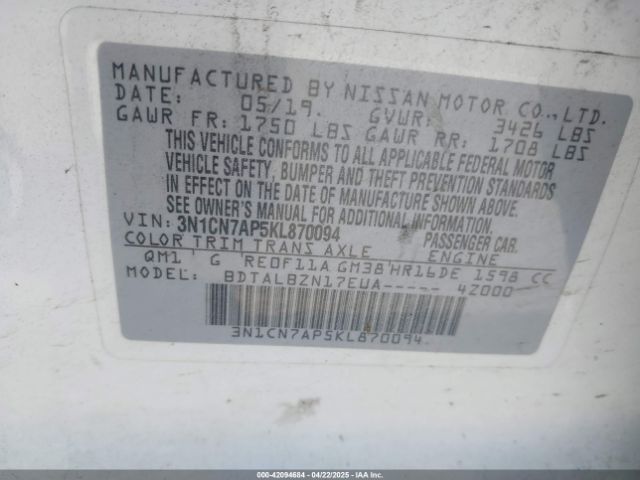 MANUFACTURED BY NISSAN MOTOR CO., LTD.
DATE: 05/19. GVWR: 3426 LBS
GAWR FR: 1750 LBS GAWR RR: 1708 LBS
THIS VEHICLE CONFORMS TO ALL APPLICABLE FEDERAL MOTOR
VEHICLE SAFETY, BUMPER AND THEFT PREVENTION STANDARDS
IN EFFECT ON THE DATE OF MANUFACTURE SHOWN ABOVE.
SEE OWNER'S MANUAL FOR ADDITIONAL INFORMATION.
VIN: 3N1CN7AP5KL870094 PASSENGER CAR.
COLOR TRIM TRANS AXLE ENGINE
QM1 G RE0F11A GM38 HR16DE 1598 CC
MODEL: BDTALBZN17EUA----- 4Z000
3N1CN7AP5KL870094
000-42094684 - 04/22/2025 - IAA Corp.